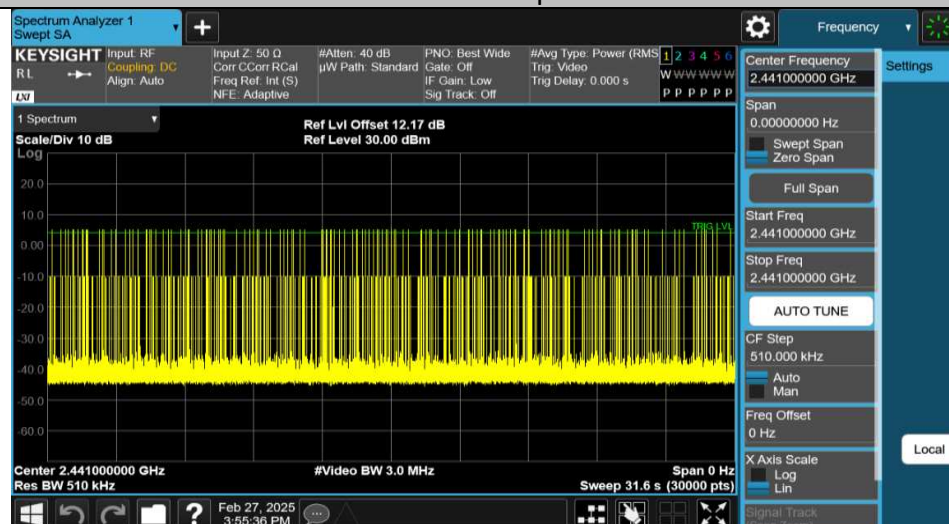 Spectrum Analyzer 1
Swept SA
+
Frequency
KEYSIGHT
RL
LXI
Input: RF
Coupling: DC
Align: Auto
Input Z: 50 Ω
Corr CCorr RCal
Freq Ref: Int (S)
NFE: Adaptive
#Atten: 40 dB
µW Path: Standard
PNO: Best Wide
Gate: Off
IF Gain: Low
Sig Track: Off
#Avg Type: Power (RMS
Trig: Video
Trig Delay: 0.000 s
1 2 3 4 5 6
W W W W W W
P P P P P P
1 Spectrum
Scale/Div 10 dB
Log
Ref Lvl Offset 12.17 dB
Ref Level 30.00 dBm
20.0
10.0
0.00
-10.0
-20.0
-30.0
-40.0
-50.0
-60.0
TRIG LVL
Center 2.441000000 GHz
Res BW 510 kHz
#Video BW 3.0 MHz
Span 0 Hz
Sweep 31.6 s (30000 pts)
Center Frequency
2.441000000 GHz
Settings
Span
0.00000000 Hz
Swept Span
Zero Span
Full Span
Start Freq
2.441000000 GHz
Stop Freq
2.441000000 GHz
AUTO TUNE
CF Step
510.000 kHz
Auto
Man
Freq Offset
0 Hz
X Axis Scale
Log
Lin
Signal Track
Local
?
Feb 27, 2025
3:55:36 PM